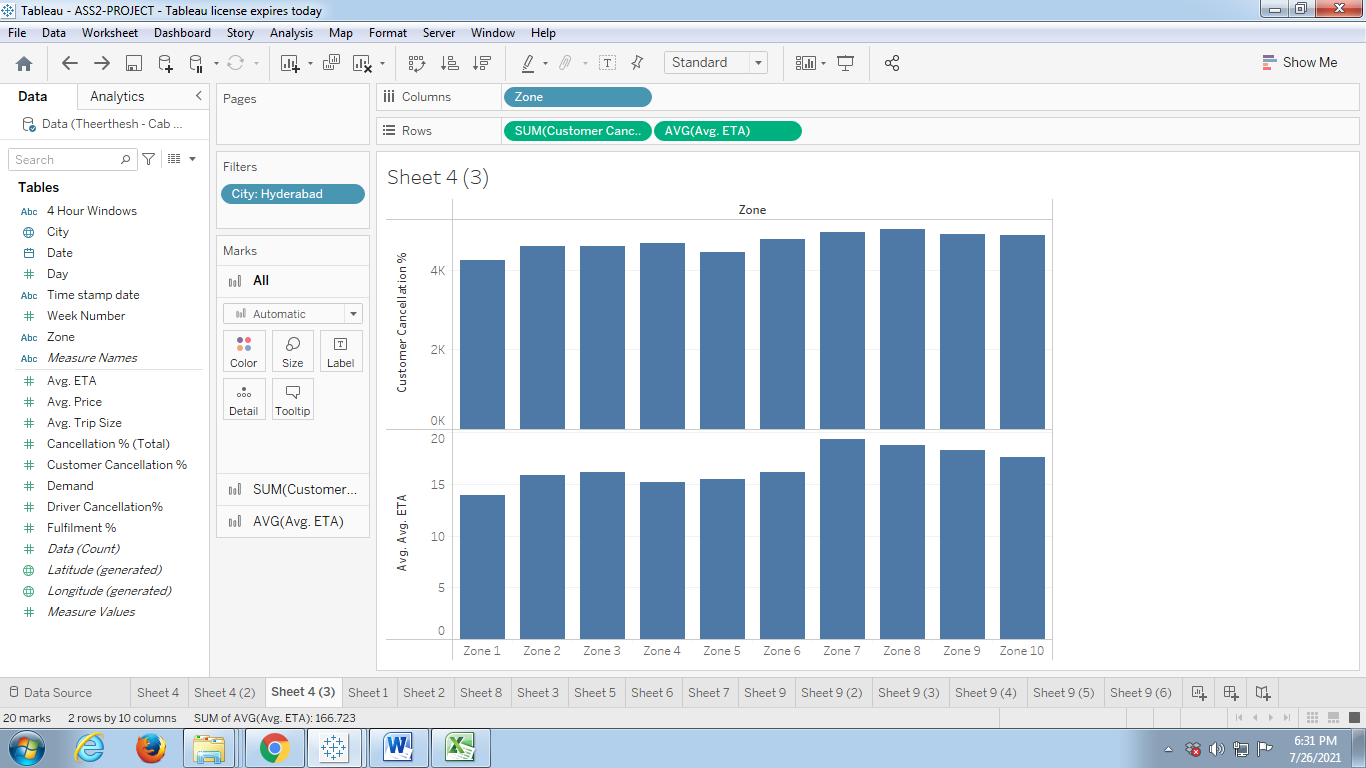 Tableau - ASS2-PROJECT - Tableau license expires today
File Data Worksheet Dashboard Story Analysis Map Format Server Window Help
Standard
Show Me
Data Analytics
Data (Theerthesh - Cab ...
Search
Tables
Abc 4 Hour Windows
City
Date
# Day
Abc Time stamp date
# Week Number
Abc Zone
Abc Measure Names
# Avg. ETA
# Avg. Price
# Avg. Trip Size
# Cancellation % (Total)
# Customer Cancellation %
# Demand
# Driver Cancellation%
# Fulfilment %
# Data (Count)
Latitude (generated)
Longitude (generated)
# Measure Values
Pages
Filters
City: Hyderabad
Marks
All
Automatic
Color Size Label
Detail Tooltip
SUM(Customer...
AVG(Avg. ETA)
Columns Zone
Rows SUM(Customer Canc.. AVG(Avg. ETA)
Sheet 4 (3)
Zone
Customer Cancellation %
4K
2K
0K
Avg. Avg. ETA
20
15
10
5
0
Zone 1 Zone 2 Zone 3 Zone 4 Zone 5 Zone 6 Zone 7 Zone 8 Zone 9 Zone 10
Data Source Sheet 4 Sheet 4 (2) Sheet 4 (3) Sheet 1 Sheet 2 Sheet 8 Sheet 3 Sheet 5 Sheet 6 Sheet 7 Sheet 9 Sheet 9 (2) Sheet 9 (3) Sheet 9 (4) Sheet 9 (5) Sheet 9 (6)
20 marks 2 rows by 10 columns SUM of AVG(Avg. ETA): 166.723
6:31 PM
7/26/2021